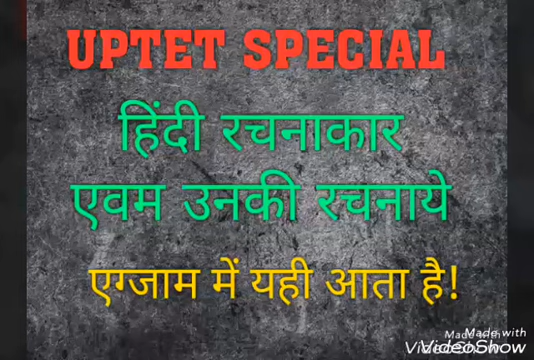 UPTET SPECIAL
हिंदी रचनाकार
एवम उनकी रचनाये
एग्जाम में यही आता है!
Made with
VideoShow